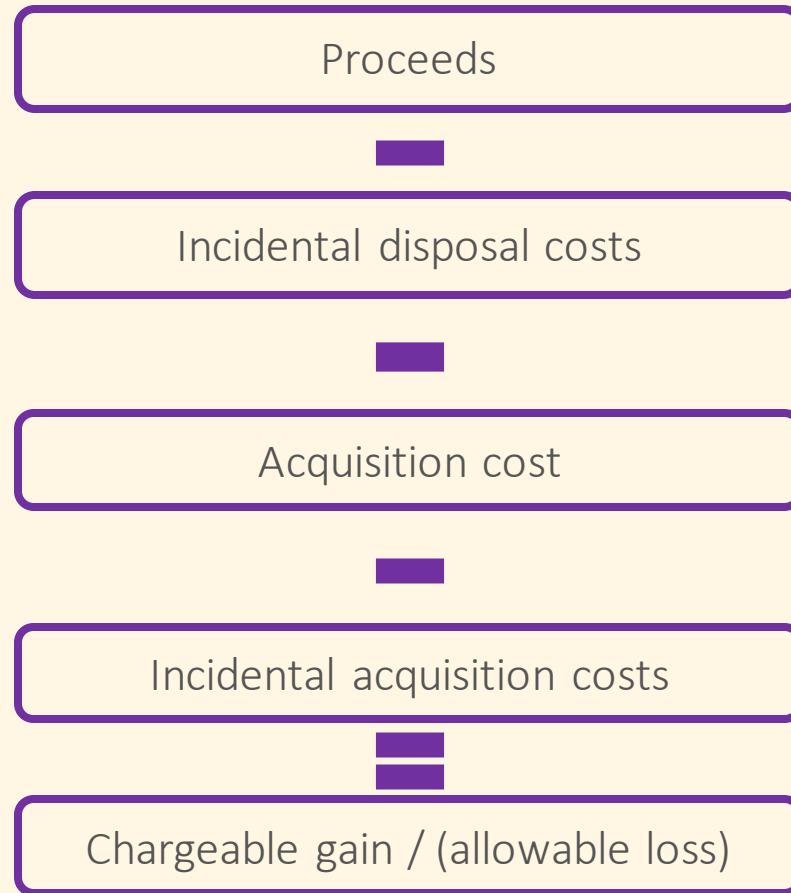 Proceeds
Incidental disposal costs
Acquisition cost
Incidental acquisition costs
Chargeable gain / (allowable loss)